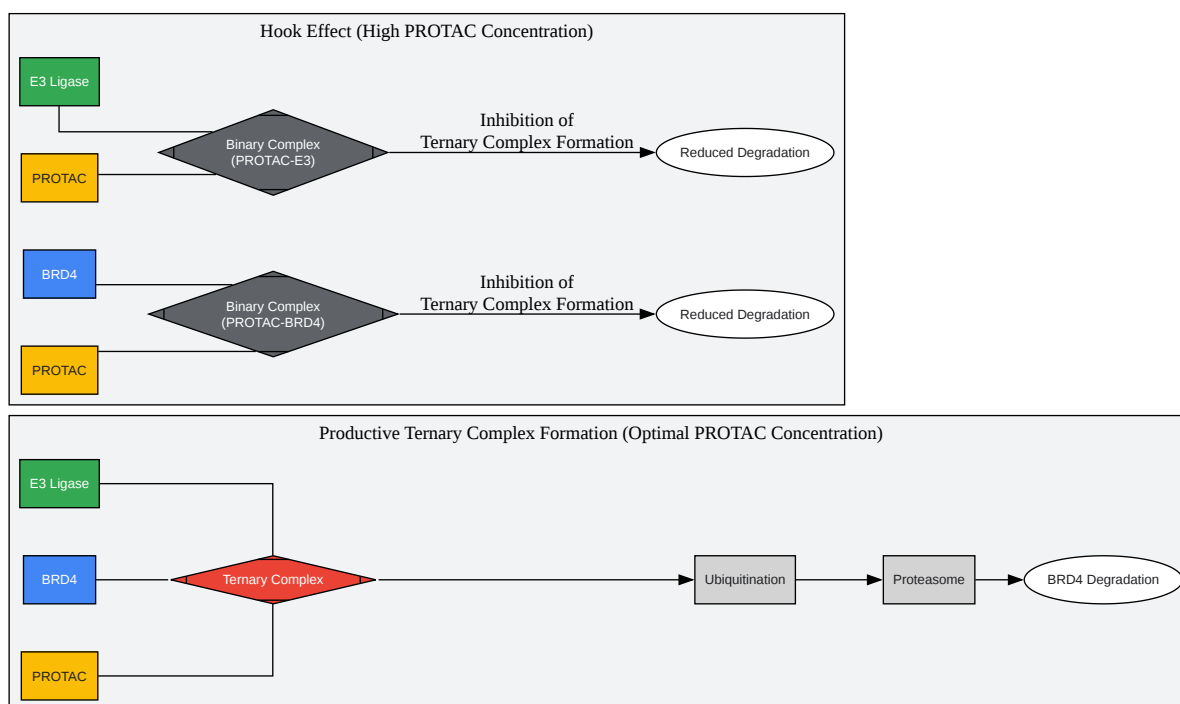 Hook Effect (High PROTAC Concentration)
E3 Ligase
PROTAC
Binary Complex
(PROTAC-E3)
Inhibition of
Ternary Complex Formation
Reduced Degradation
BRD4
PROTAC
Binary Complex
(PROTAC-BRD4)
Inhibition of
Ternary Complex Formation
Reduced Degradation
Productive Ternary Complex Formation (Optimal PROTAC Concentration)
E3 Ligase
BRD4
PROTAC
Ternary Complex
Ubiquitination
Proteasome
BRD4 Degradation